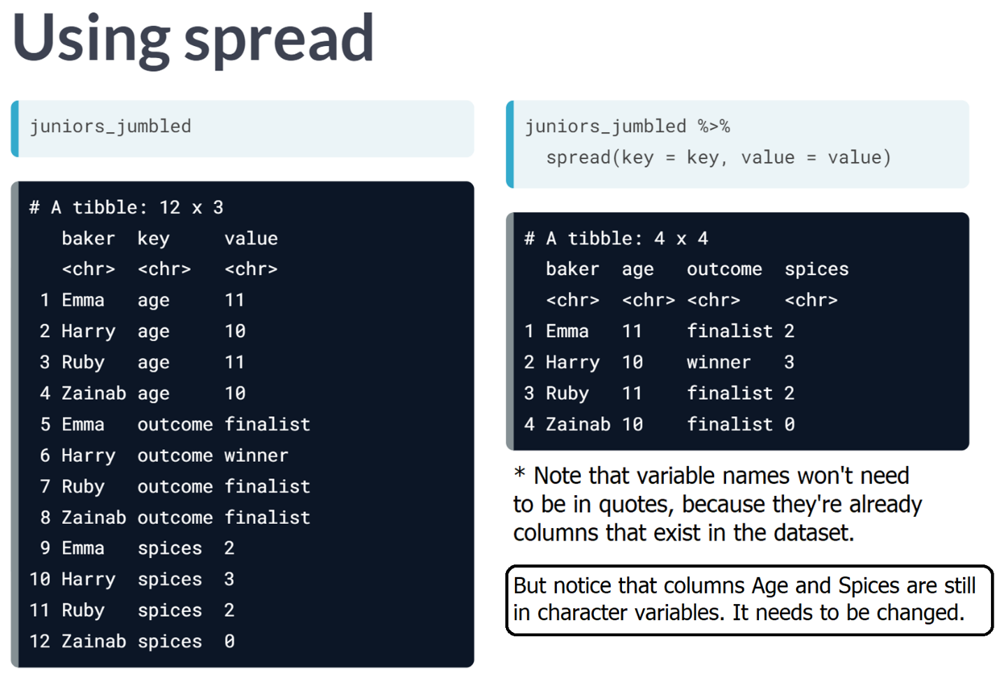 Using spread
juniors_jumbled
# A tibble: 12 x 3
baker key value
<chr> <chr> <chr>
1 Emma age 11
2 Harry age 10
3 Ruby age 11
4 Zainab age 10
5 Emma outcome finalist
6 Harry outcome winner
7 Ruby outcome finalist
8 Zainab outcome finalist
9 Emma spices 2
10 Harry spices 3
11 Ruby spices 2
12 Zainab spices 0
juniors_jumbled %>%
spread(key = key, value = value)
# A tibble: 4 x 4
baker age outcome spices
<chr> <chr> <chr> <chr>
1 Emma 11 finalist 2
2 Harry 10 winner 3
3 Ruby 11 finalist 2
4 Zainab 10 finalist 0
* Note that variable names won't need
to be in quotes, because they're already
columns that exist in the dataset.
But notice that columns Age and Spices are still
in character variables. It needs to be changed.